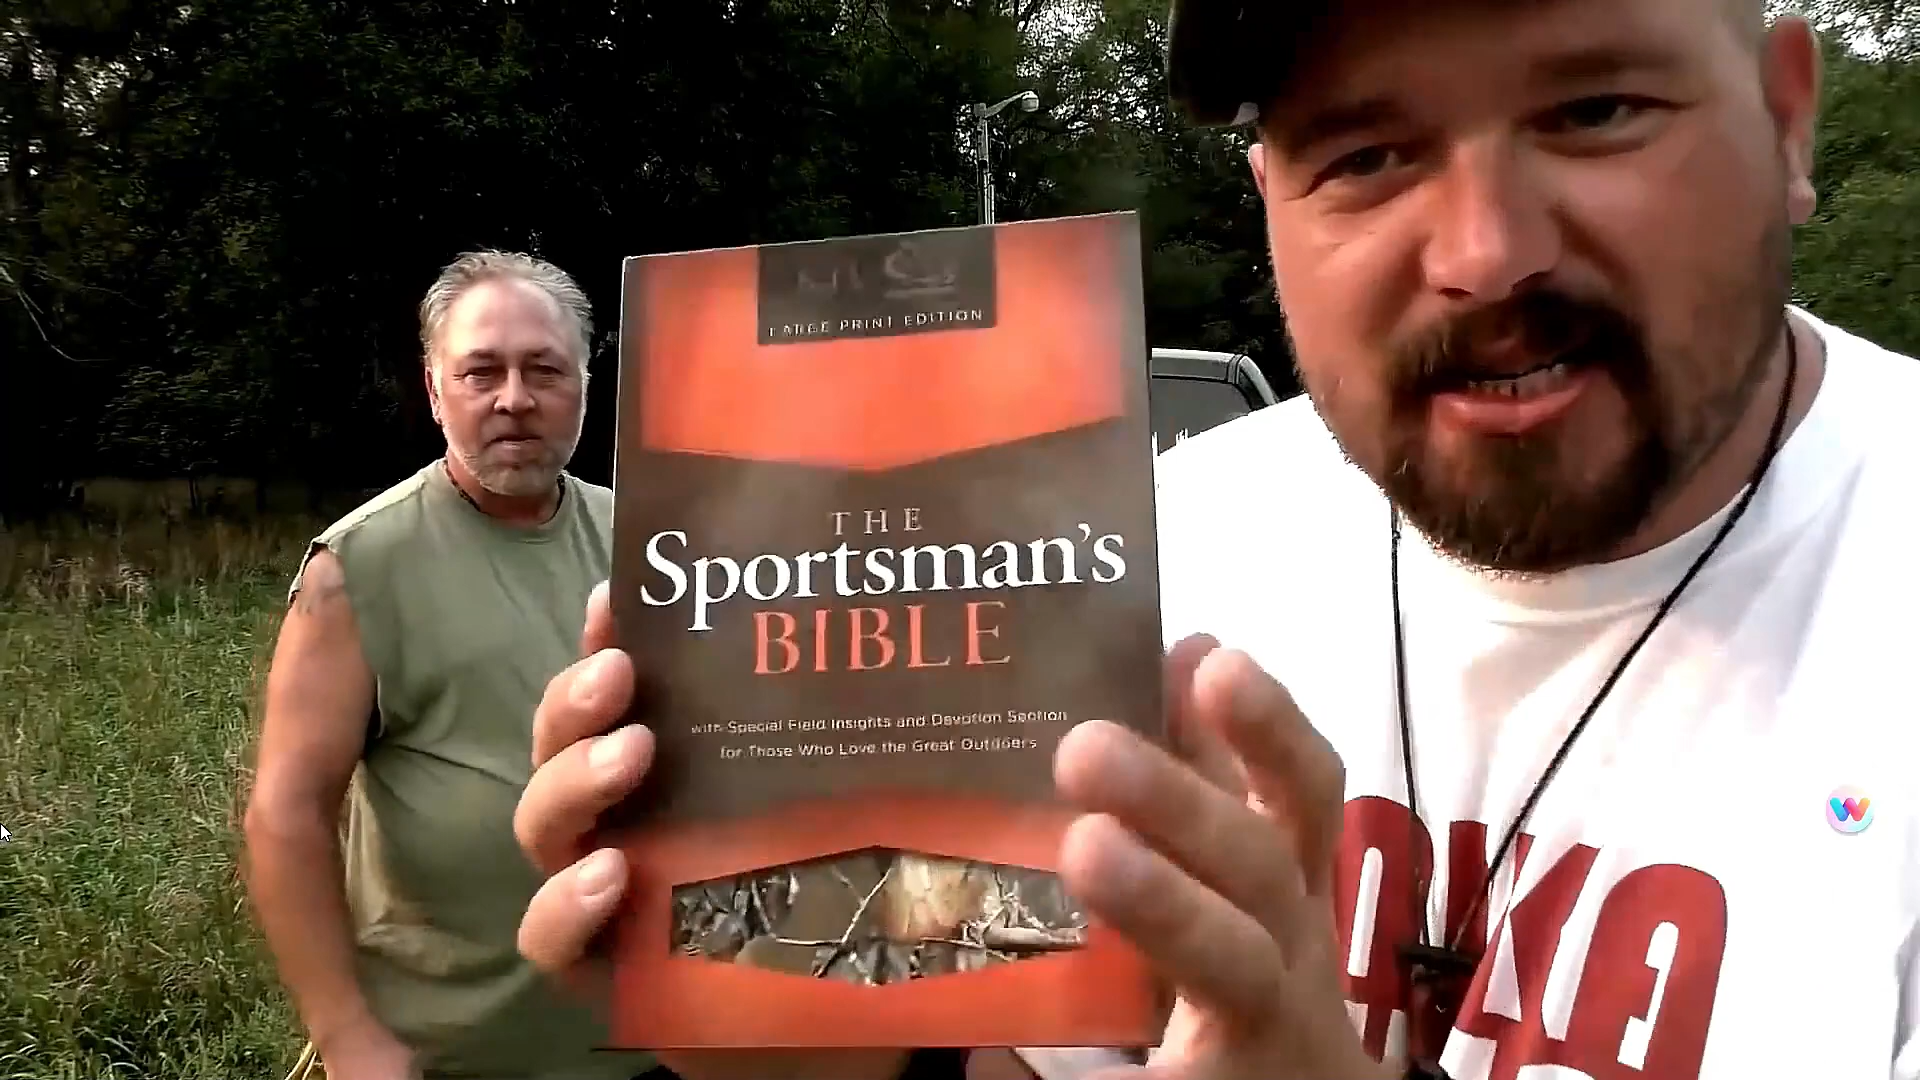 LARGE PRINT EDITION
THE
Sportsman's
BIBLE
with Special Field Insights and Devotion Section
for Those Who Love the Great Outdoors